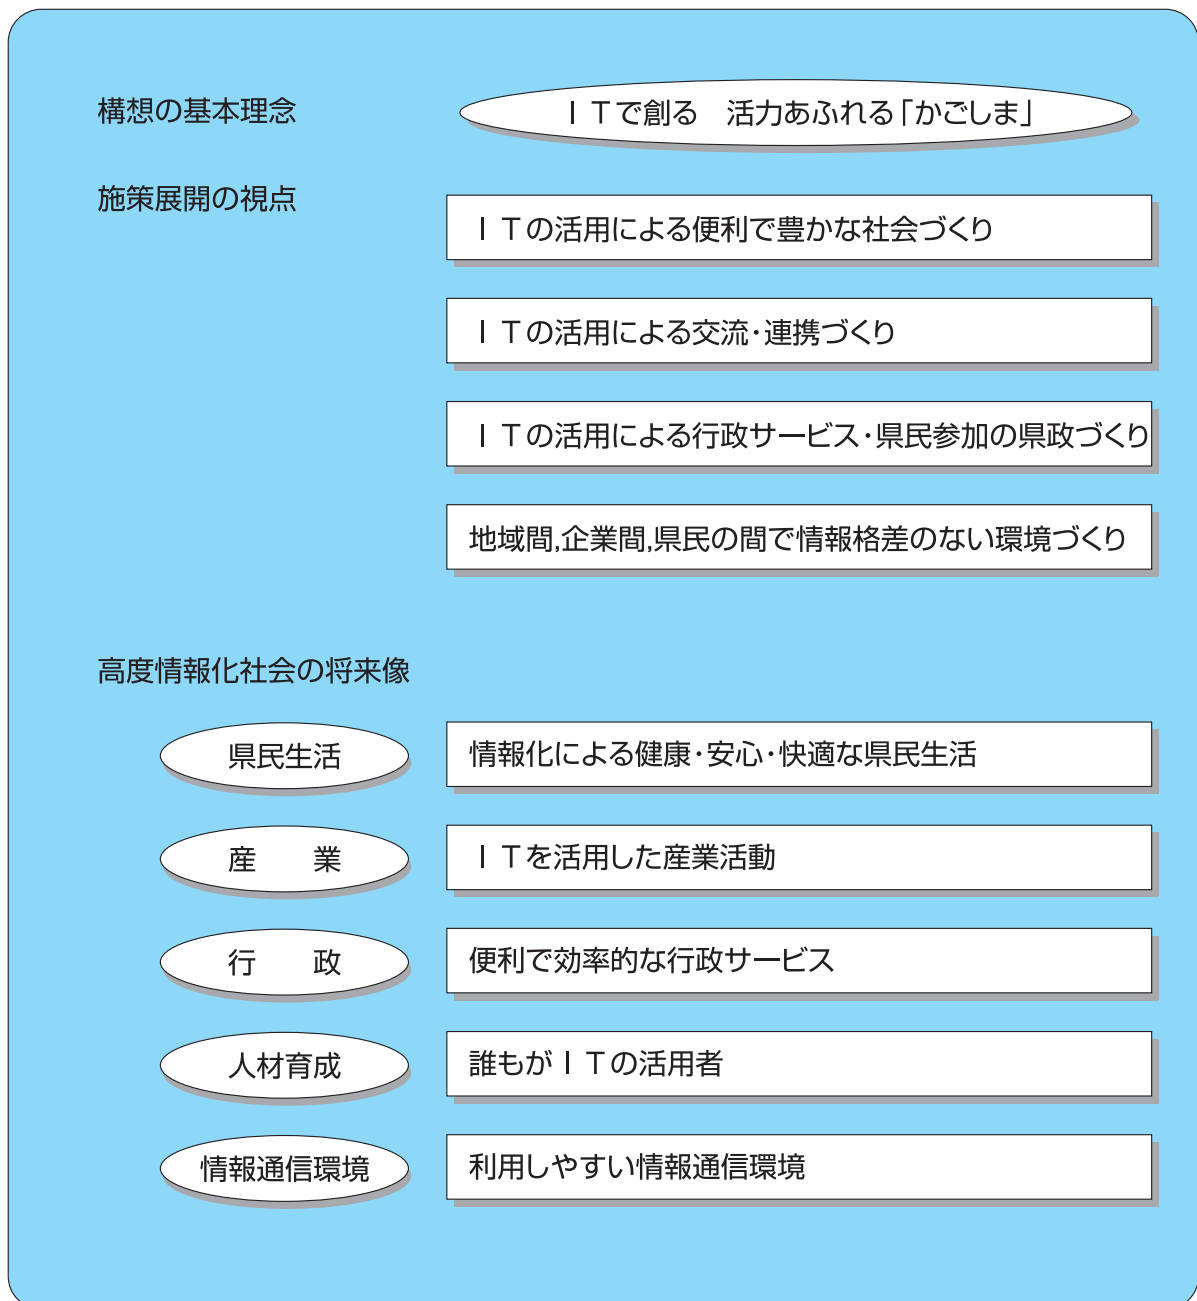 構想の基本理念
ＩＴで創る　活力あふれる「かごしま」
施策展開の視点
ＩＴの活用による便利で豊かな社会づくり
ＩＴの活用による交流・連携づくり
ＩＴの活用による行政サービス・県民参加の県政づくり
地域間,企業間,県民の間で情報格差のない環境づくり
高度情報化社会の将来像
県民生活
情報化による健康・安心・快適な県民生活
産　　業
ＩＴを活用した産業活動
行　　政
便利で効率的な行政サービス
人材育成
誰もがＩＴの活用者
情報通信環境
利用しやすい情報通信環境